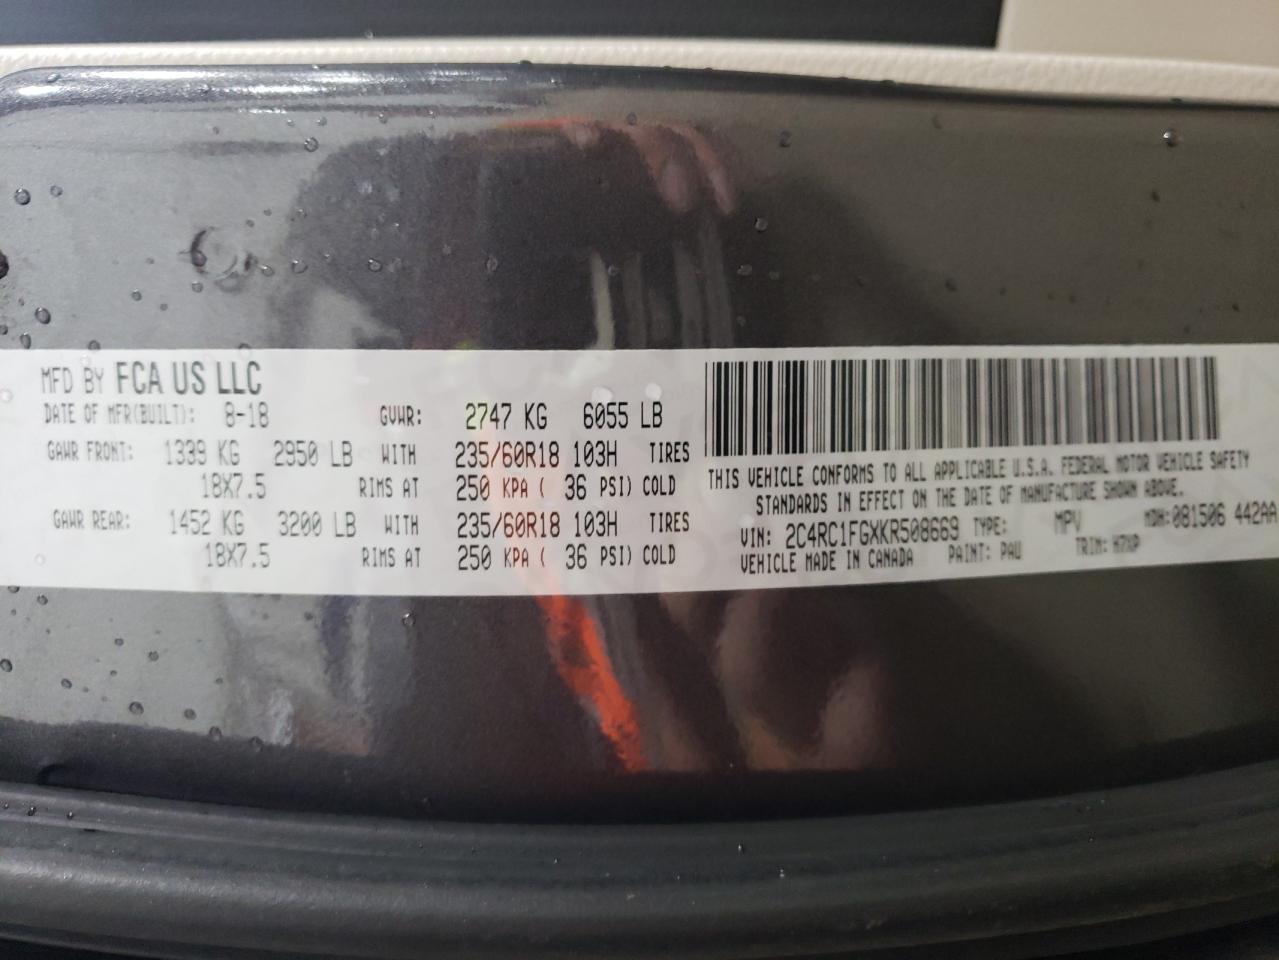 MFD BY FCA US LLC
DATE OF MFR(BUILT): 8-18 GVWR: 2747 KG 6055 LB
GAWR FRONT: 1339 KG 2950 LB WITH 235/60R18 103H TIRES
18X7.5 RIMS AT 250 KPA ( 36 PSI) COLD
GAWR REAR: 1452 KG 3200 LB WITH 235/60R18 103H TIRES
18X7.5 RIMS AT 250 KPA ( 36 PSI) COLD
THIS VEHICLE CONFORMS TO ALL APPLICABLE U.S.A. FEDERAL MOTOR VEHICLE SAFETY
STANDARDS IN EFFECT ON THE DATE OF MANUFACTURE SHOWN ABOVE.
VIN: 2C4RC1FGXKR508669 TYPE: MPV MDH:081506 442AA
VEHICLE MADE IN CANADA PAINT: PAU TRIM: H7XP